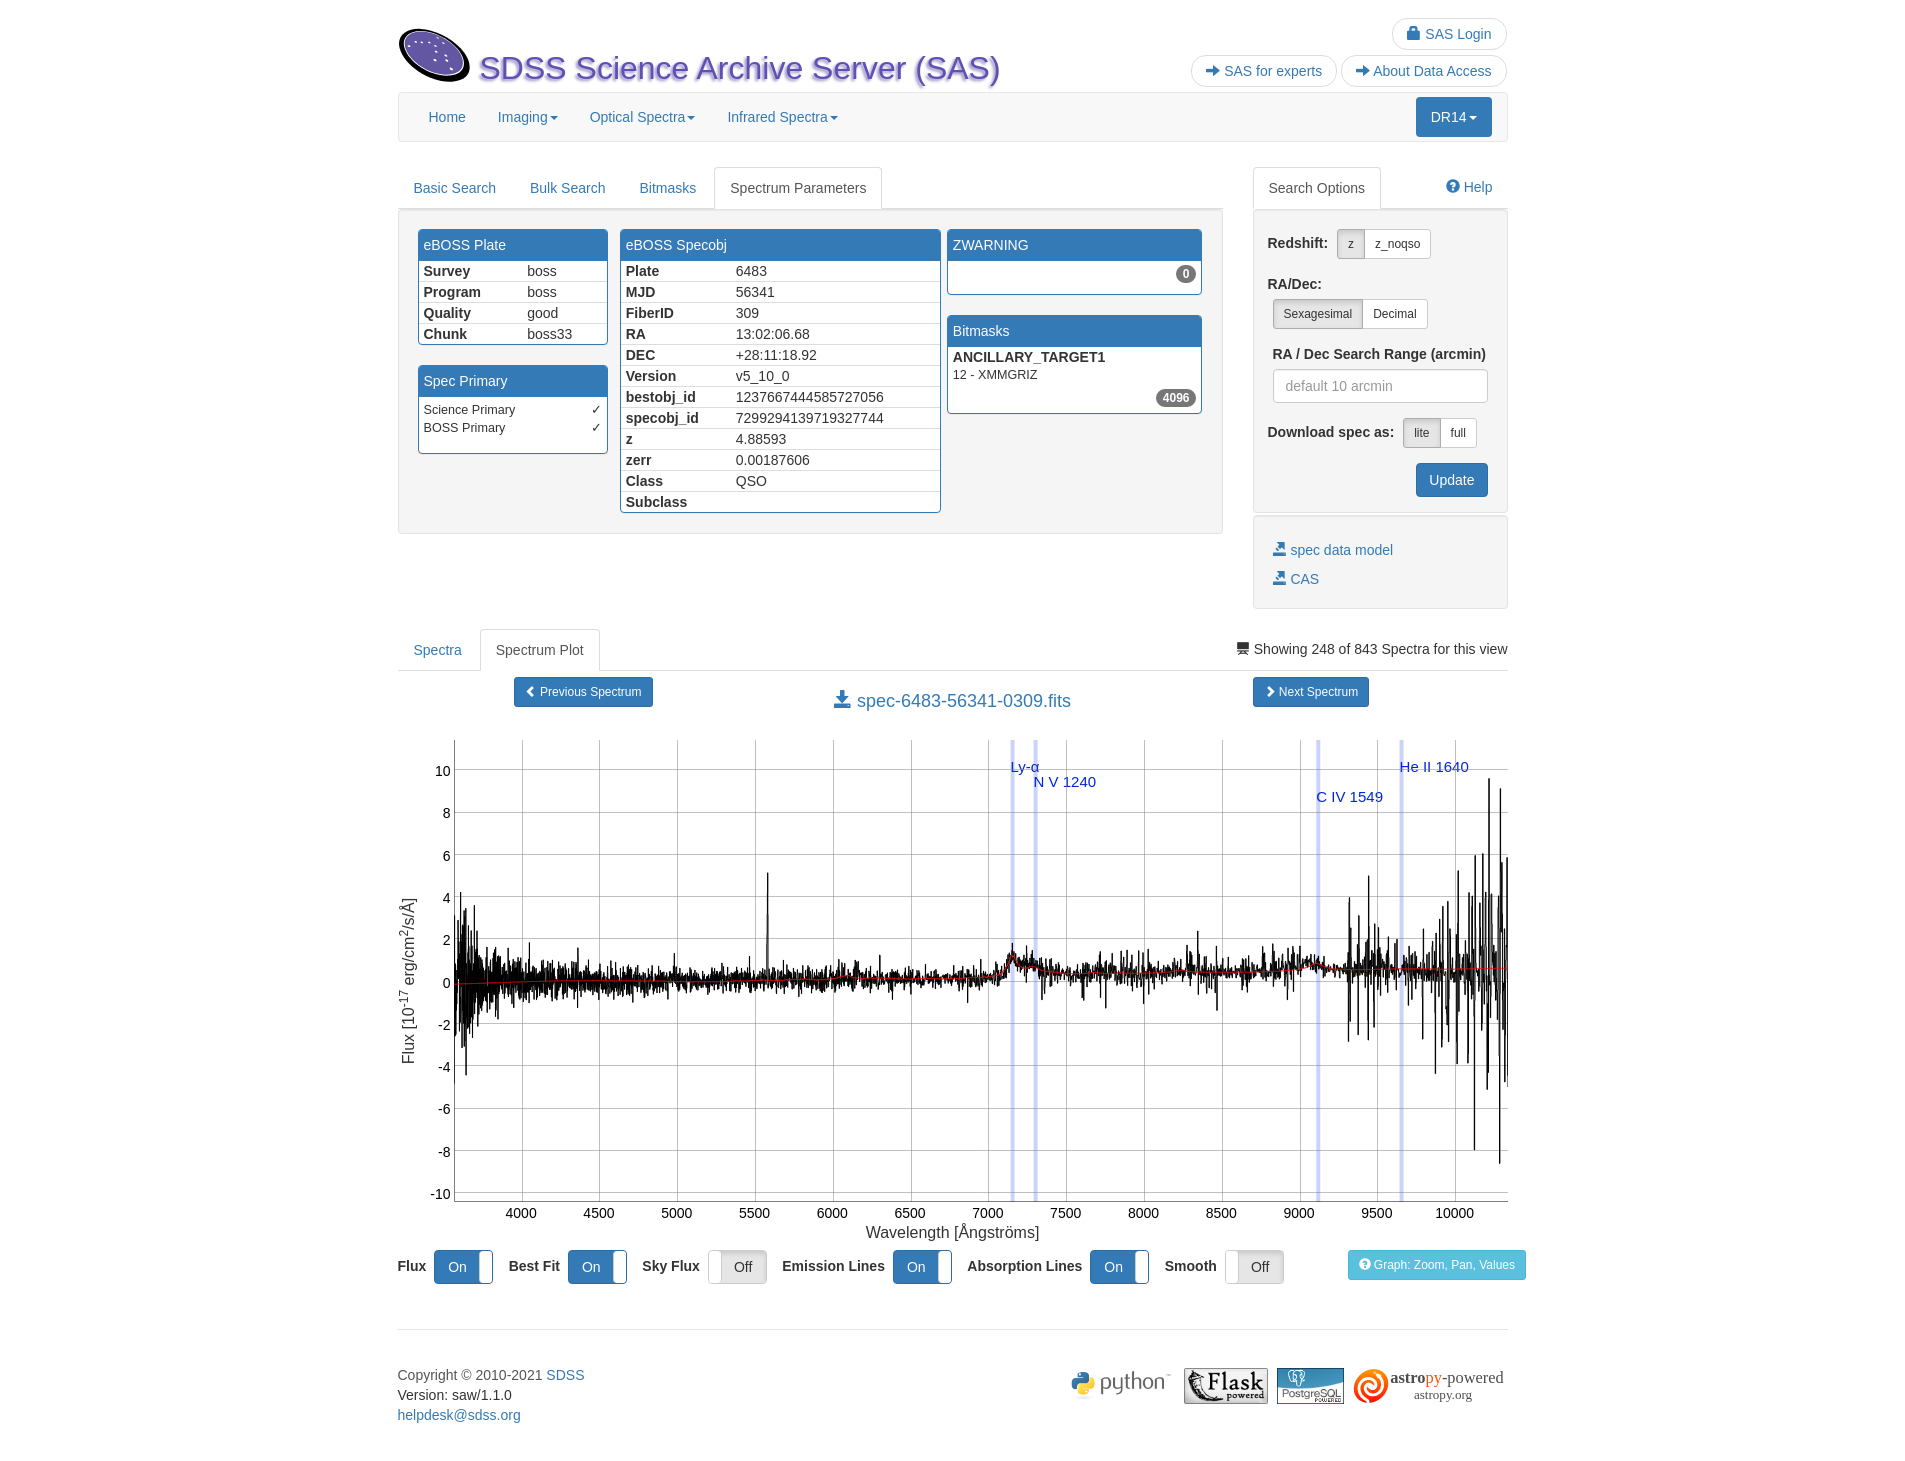 SAS Login
SDSS Science Archive Server (SAS)
SAS for experts
About Data Access
Home
Imaging
Optical Spectra
Infrared Spectra
DR14
Basic Search
Bulk Search
Bitmasks
Spectrum Parameters
Search Options
Help
eBOSS Plate
Survey boss
Program boss
Quality good
Chunk boss33
Spec Primary
Science Primary ✓
BOSS Primary ✓
eBOSS Specobj
Plate 6483
MJD 56341
FiberID 309
RA 13:02:06.68
DEC +28:11:18.92
Version v5_10_0
bestobj_id 1237667444585727056
specobj_id 7299294139719327744
z 4.88593
zerr 0.00187606
Class QSO
Subclass
ZWARNING
0
Bitmasks
ANCILLARY_TARGET1
12 - XMMGRIZ
4096
Redshift: z z_noqso
RA/Dec:
Sexagesimal Decimal
RA / Dec Search Range (arcmin)
default 10 arcmin
Download spec as: lite full
Update
spec data model
CAS
Spectra
Spectrum Plot
Showing 248 of 843 Spectra for this view
Previous Spectrum
spec-6483-56341-0309.fits
Next Spectrum
Ly-α
N V 1240
C IV 1549
He II 1640
10
8
6
4
2
0
-2
-4
-6
-8
-10
Flux [10-17 erg/cm2/s/Å]
4000 4500 5000 5500 6000 6500 7000 7500 8000 8500 9000 9500 10000
Wavelength [Ångströms]
Flux On Best Fit On Sky Flux Off Emission Lines On Absorption Lines On Smooth Off
Graph: Zoom, Pan, Values
Copyright © 2010-2021 SDSS
Version: saw/1.1.0
helpdesk@sdss.org
python
Flask
powered
PostgreSQL
POWERED
astropy-powered
astropy.org